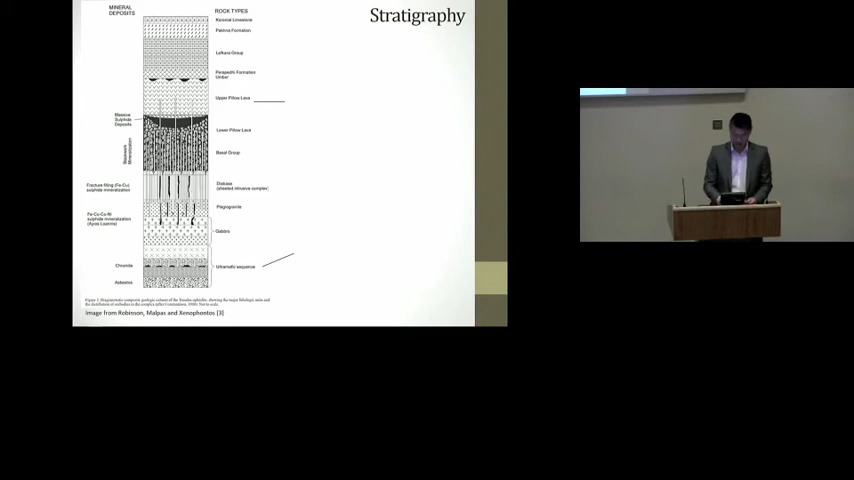 Stratigraphy
MINERAL
DEPOSITS
ROCK TYPES
Koronia Limestone
Pakhna Formation
Lefkara Group
Perapedhi Formation
Umber
Upper Pillow Lava
Massive
Sulphide
Deposits
Lower Pillow Lava
Stockwork
Mineralization
Basal Group
Fracture filling (Fe-Cu)
sulphide mineralization
Diabase
(sheeted intrusive complex)
Plagiogranite
Fe-Cu-Co-Ni
sulphide mineralization
(Ayios Ioannis)
Gabbro
Chromite
Ultramafic sequence
Asbestos
Image from Robinson, Malpas and Xenophontos [3]